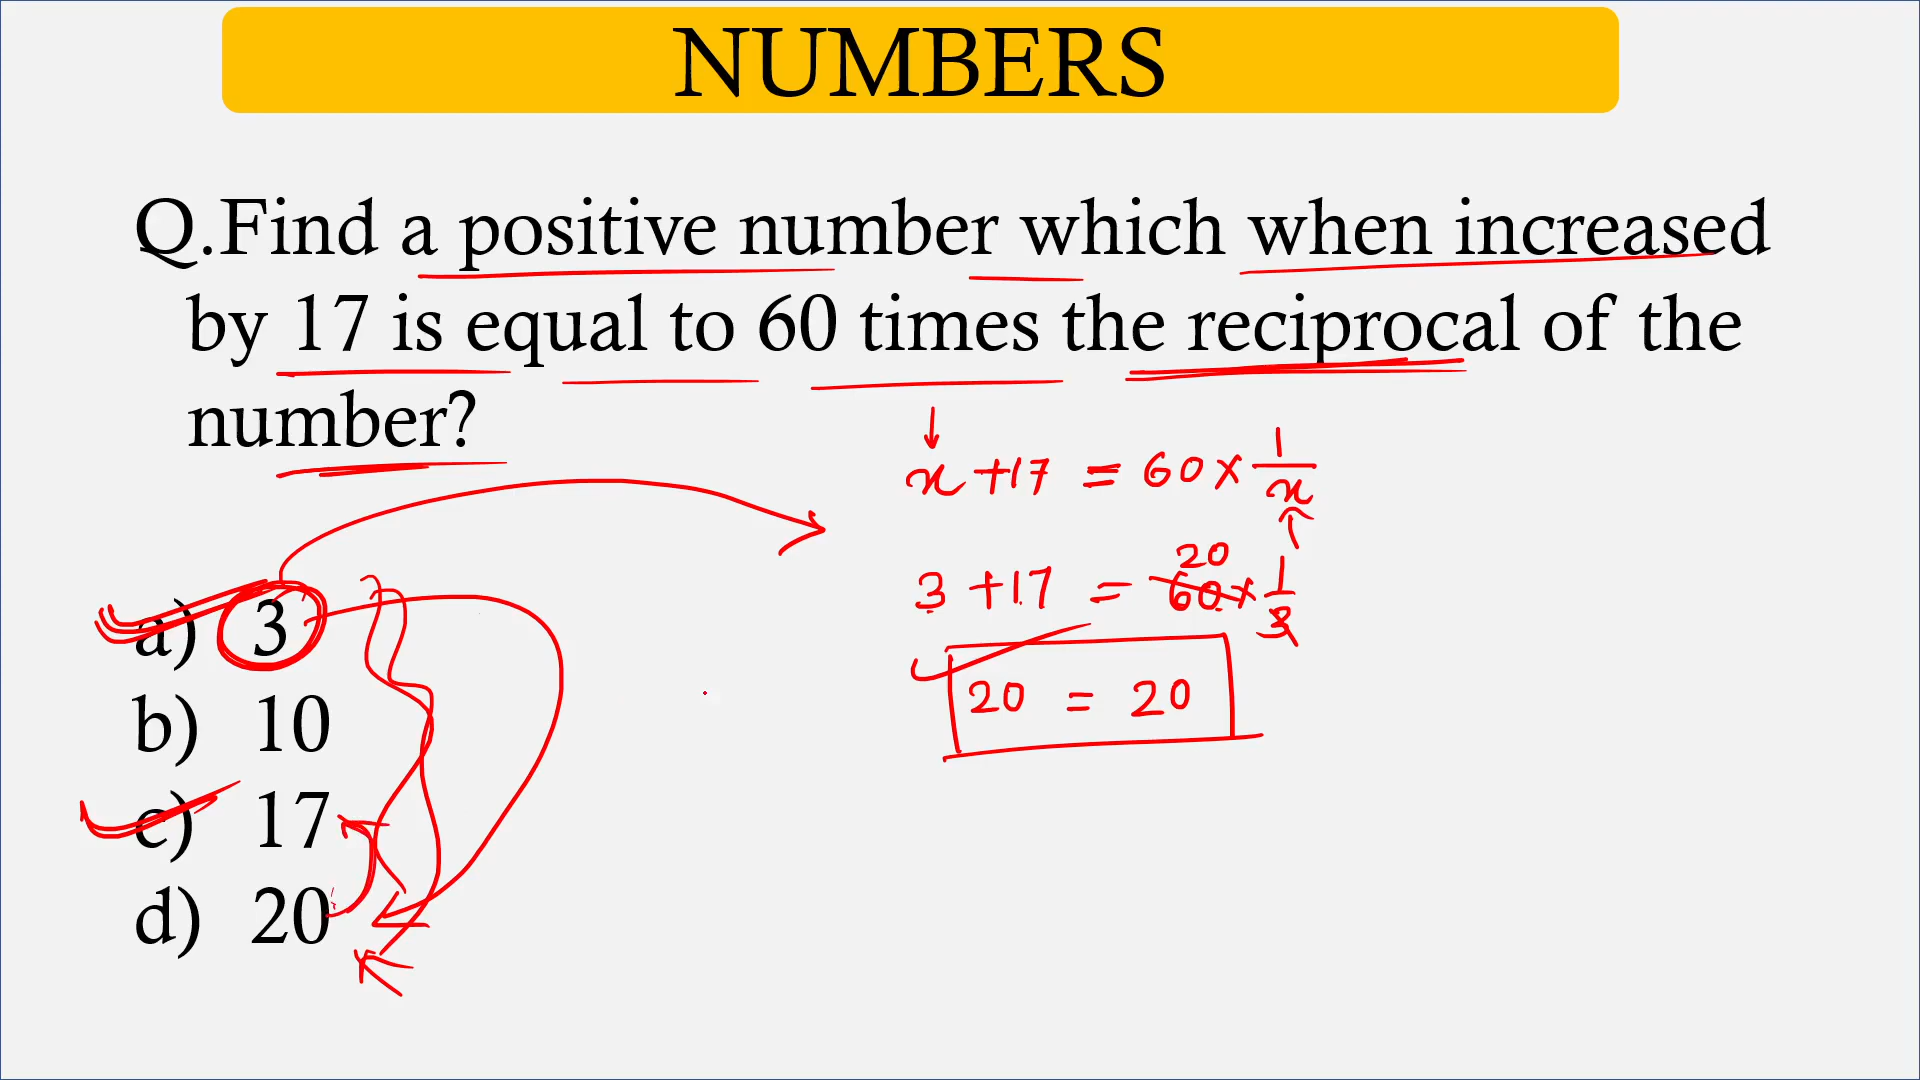 NUMBERS
Q.Find a positive number which when increased
by 17 is equal to 60 times the reciprocal of the
number?
x + 17 = 60 × 1/x
3 + 17 = 60 × 1/3
20
20 = 20
a) 3
b) 10
c) 17
d) 20